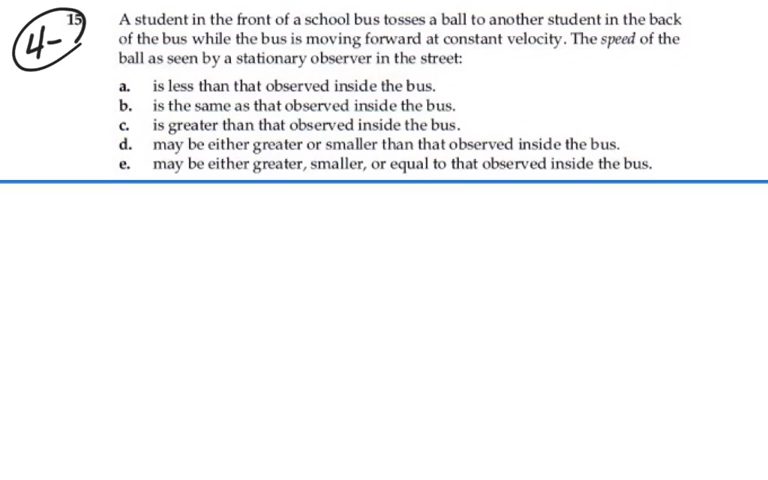 4-15
A student in the front of a school bus tosses a ball to another student in the back
of the bus while the bus is moving forward at constant velocity. The speed of the
ball as seen by a stationary observer in the street:
a. is less than that observed inside the bus.
b. is the same as that observed inside the bus.
c. is greater than that observed inside the bus.
d. may be either greater or smaller than that observed inside the bus.
e. may be either greater, smaller, or equal to that observed inside the bus.